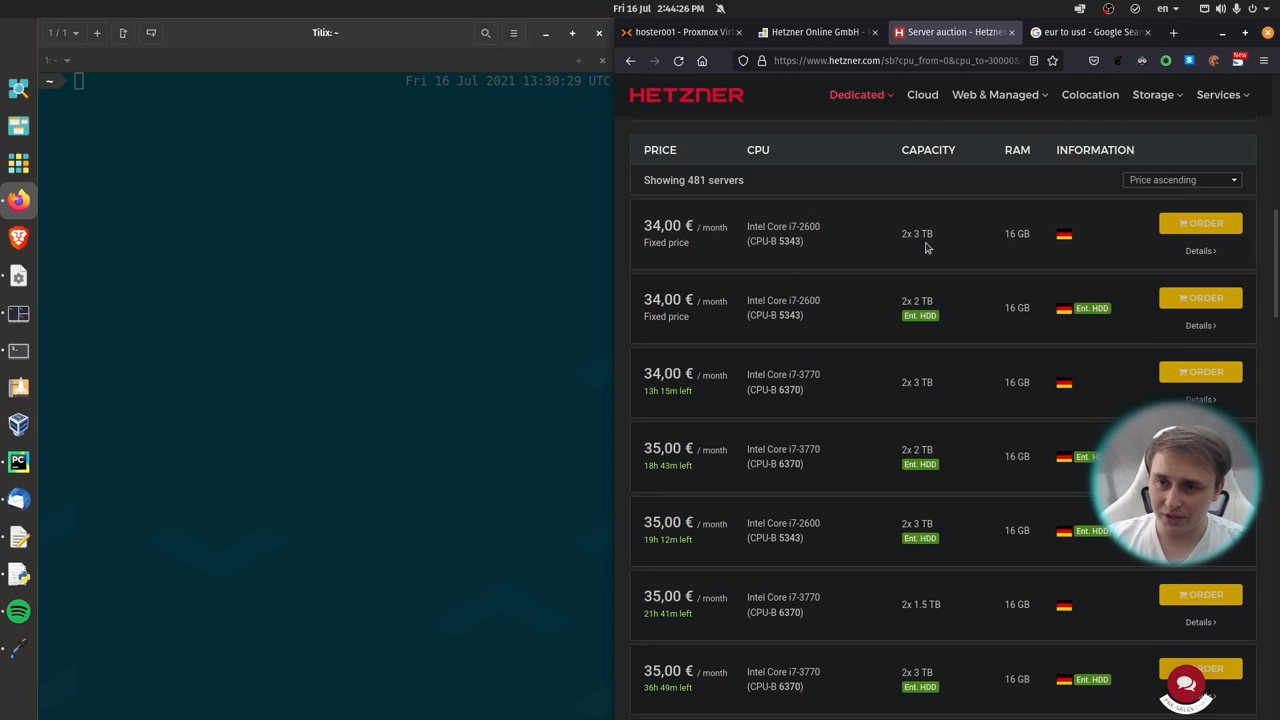 Fri 16 Jul 2:44:26 PM
en
1 / 1
Tilix: ~
1: ~
~
Fri 16 Jul 2021 13:30:29 UTC
hoster001 - Proxmox Virt
Hetzner Online GmbH -
Server auction - Hetzner
eur to usd - Google Sear
https://www.hetzner.com/sb?cpu_from=0&cpu_to=30000&
New
HETZNER
Dedicated
Cloud
Web & Managed
Colocation
Storage
Services
PRICE CPU CAPACITY RAM INFORMATION
Showing 481 servers
Price ascending
34,00 € / month
Fixed price
Intel Core i7-2600
(CPU-B 5343)
2x 3 TB
16 GB
ORDER
Details
34,00 € / month
Fixed price
Intel Core i7-2600
(CPU-B 5343)
2x 2 TB
Ent. HDD
16 GB
Ent. HDD
ORDER
Details
34,00 € / month
13h 15m left
Intel Core i7-3770
(CPU-B 6370)
2x 3 TB
16 GB
ORDER
Details
35,00 € / month
18h 43m left
Intel Core i7-3770
(CPU-B 6370)
2x 2 TB
Ent. HDD
16 GB
Ent.
35,00 € / month
19h 12m left
Intel Core i7-2600
(CPU-B 5343)
2x 3 TB
Ent. HDD
16 GB
Ent. HDD
35,00 € / month
21h 41m left
Intel Core i7-3770
(CPU-B 6370)
2x 1.5 TB
16 GB
ORDER
Details
35,00 € / month
36h 49m left
Intel Core i7-3770
(CPU-B 6370)
2x 3 TB
Ent. HDD
16 GB
Ent. HDD
ORDER